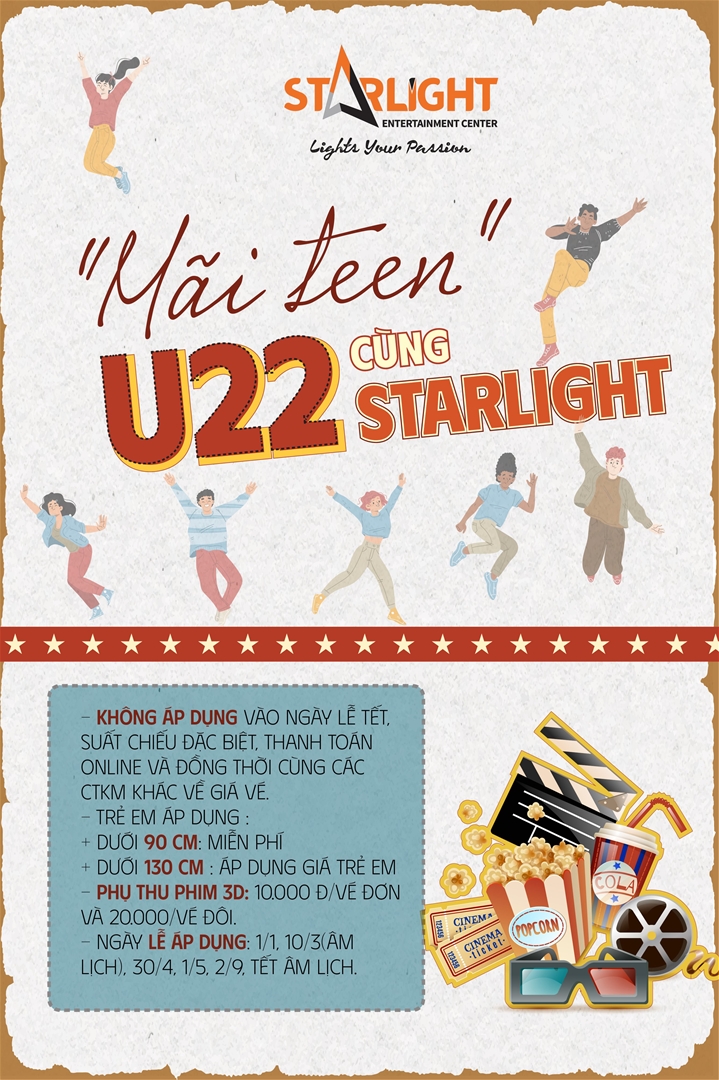 STARLIGHT
ENTERTAINMENT CENTER
Lights Your Passion
"Mãi teen"
U22 CÙNG
STARLIGHT
- KHÔNG ÁP DỤNG VÀO NGÀY LỄ TẾT,
SUẤT CHIẾU ĐẶC BIỆT, THANH TOÁN
ONLINE VÀ ĐỒNG THỜI CÙNG CÁC
CTKM KHÁC VỀ GIÁ VÉ.
- TRẺ EM ÁP DỤNG :
+ DƯỚI 90 CM: MIỄN PHÍ
+ DƯỚI 130 CM : ÁP DỤNG GIÁ TRẺ EM
- PHỤ THU PHIM 3D: 10.000 Đ/VÉ ĐƠN
VÀ 20.000/VÉ ĐÔI.
- NGÀY LỄ ÁP DỤNG: 1/1, 10/3(ÂM
LỊCH), 30/4, 1/5, 2/9, TẾT ÂM LỊCH.
COLA
POPCORN
CINEMA
ticket
CINEMA
ticket